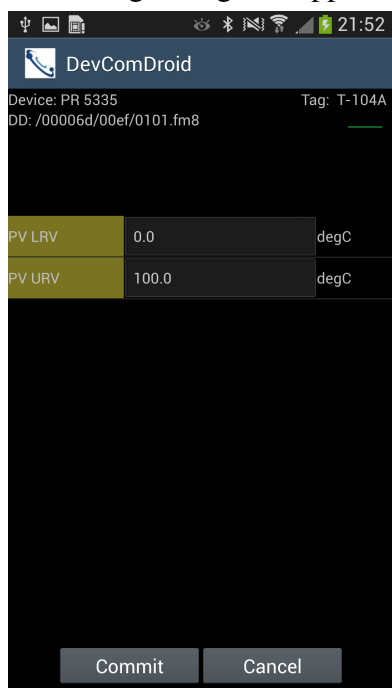 21:52
DevComDroid
Device: PR 5335 Tag: T-104A
DD: /00006d/00ef/0101.fm8
PV LRV 0.0 degC
PV URV 100.0 degC
Commit Cancel